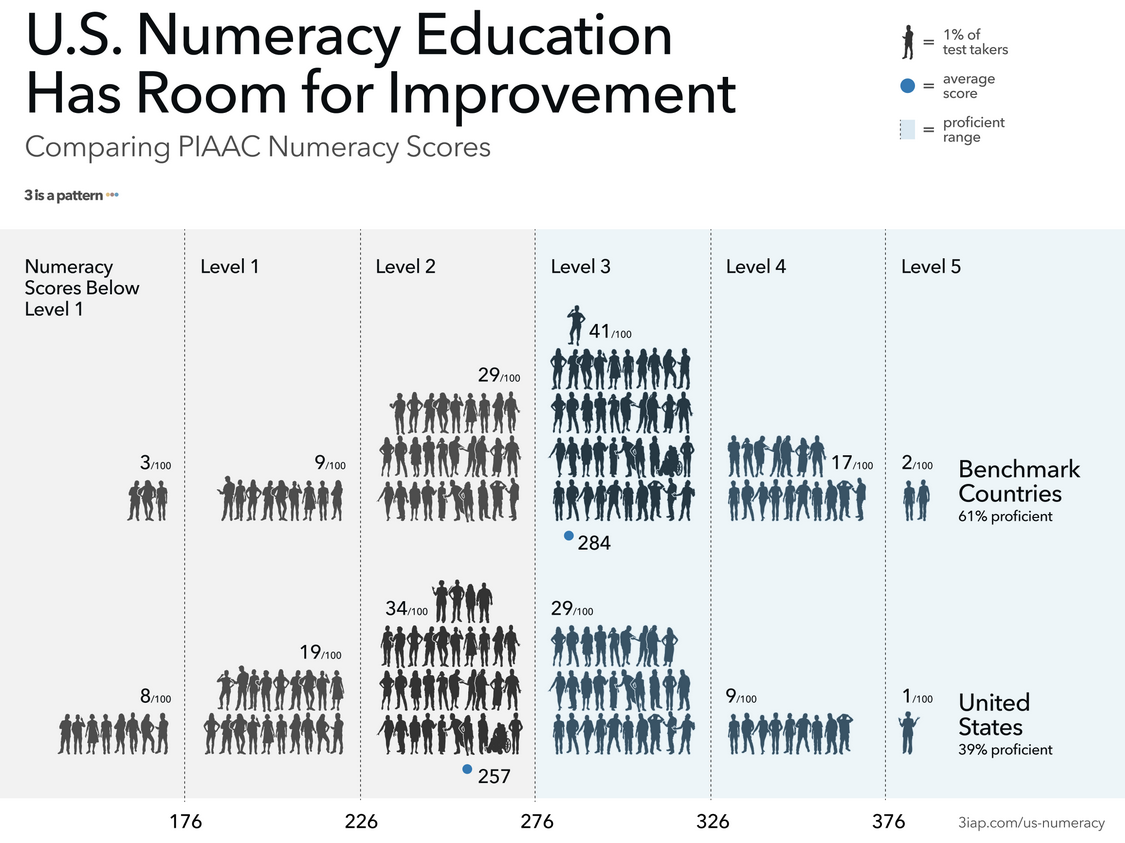 U.S. Numeracy Education
Has Room for Improvement
Comparing PIAAC Numeracy Scores
3 is a pattern
= 1% of
test takers
= average
score
= proficient
range
Numeracy
Scores Below
Level 1
Level 1
Level 2
Level 3
Level 4
Level 5
3/100
9/100
29/100
41/100
17/100
2/100
Benchmark
Countries
61% proficient
284
8/100
19/100
34/100
29/100
9/100
1/100
United
States
39% proficient
257
176
226
276
326
376
3iap.com/us-numeracy